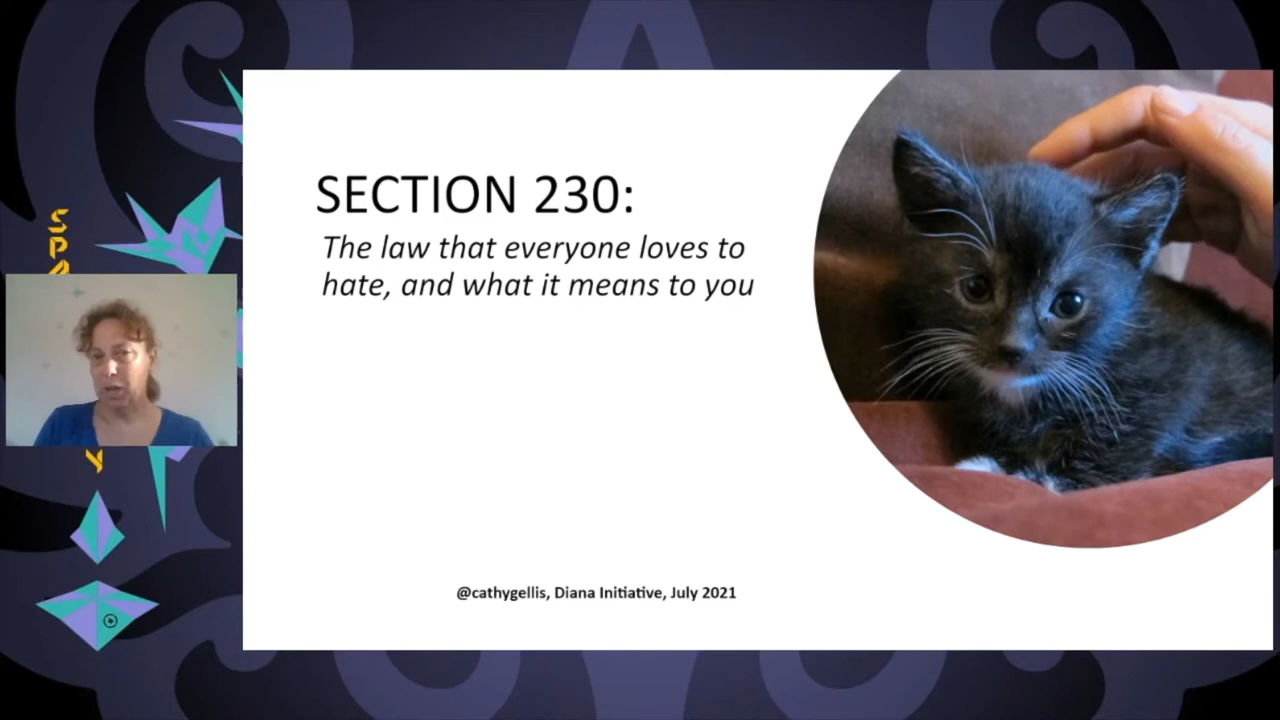 SECTION 230:
The law that everyone loves to
hate, and what it means to you
@cathygellis, Diana Initiative, July 2021